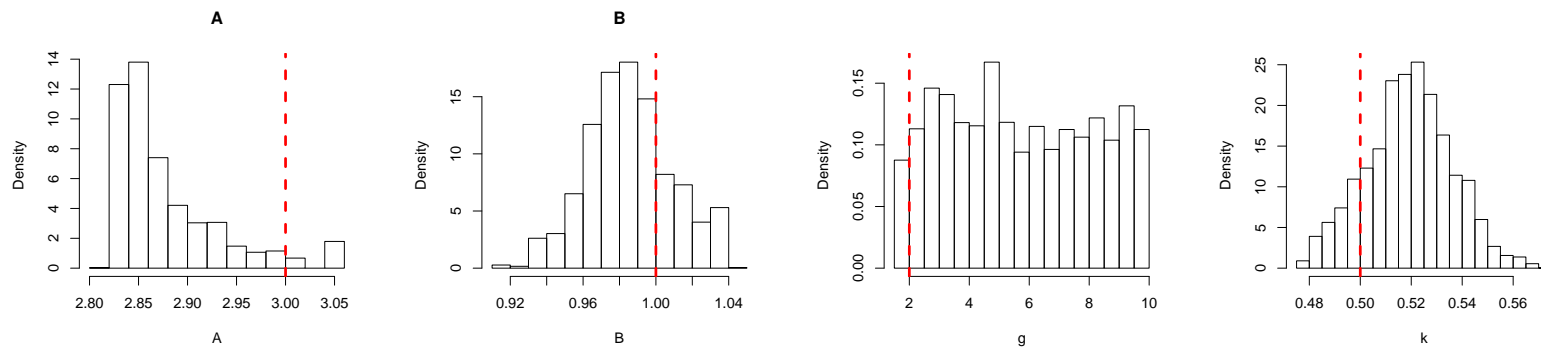 A
B
Density
0 2 4 6 8 10 12 14
2.80 2.85 2.90 2.95 3.00 3.05
A
Density
0 5 10 15
0.92 0.96 1.00 1.04
B
Density
0.00 0.05 0.10 0.15
2 4 6 8 10
g
Density
0 5 10 15 20 25
0.48 0.50 0.52 0.54 0.56
k